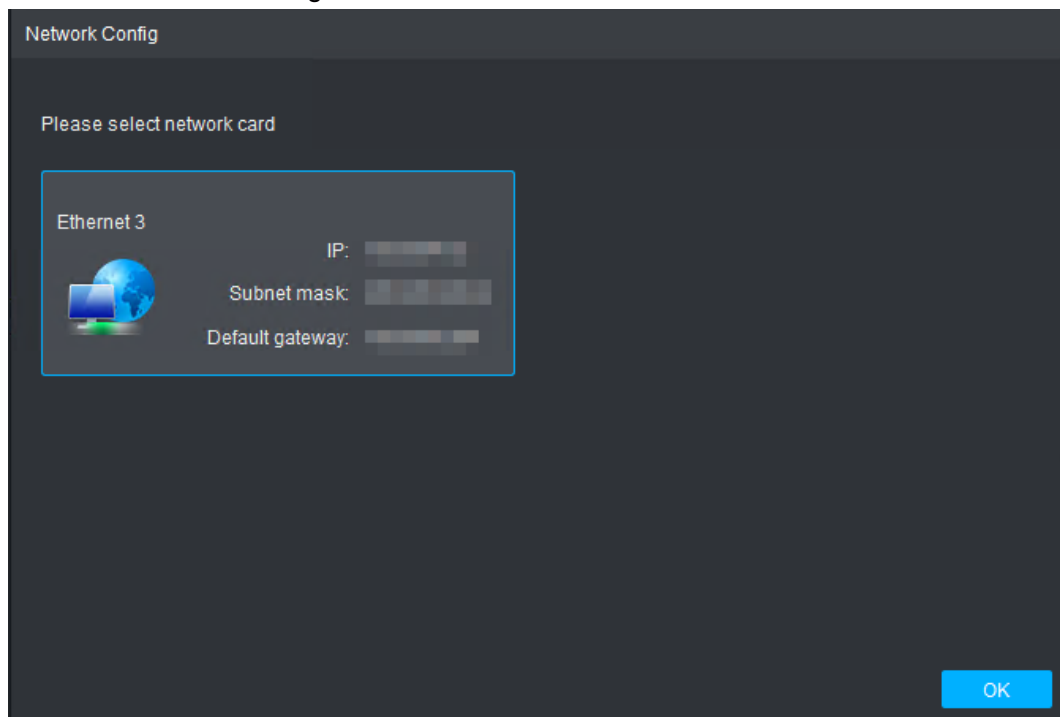 Network Config
Please select network card
Ethernet 3
IP:
Subnet mask:
Default gateway:
OK